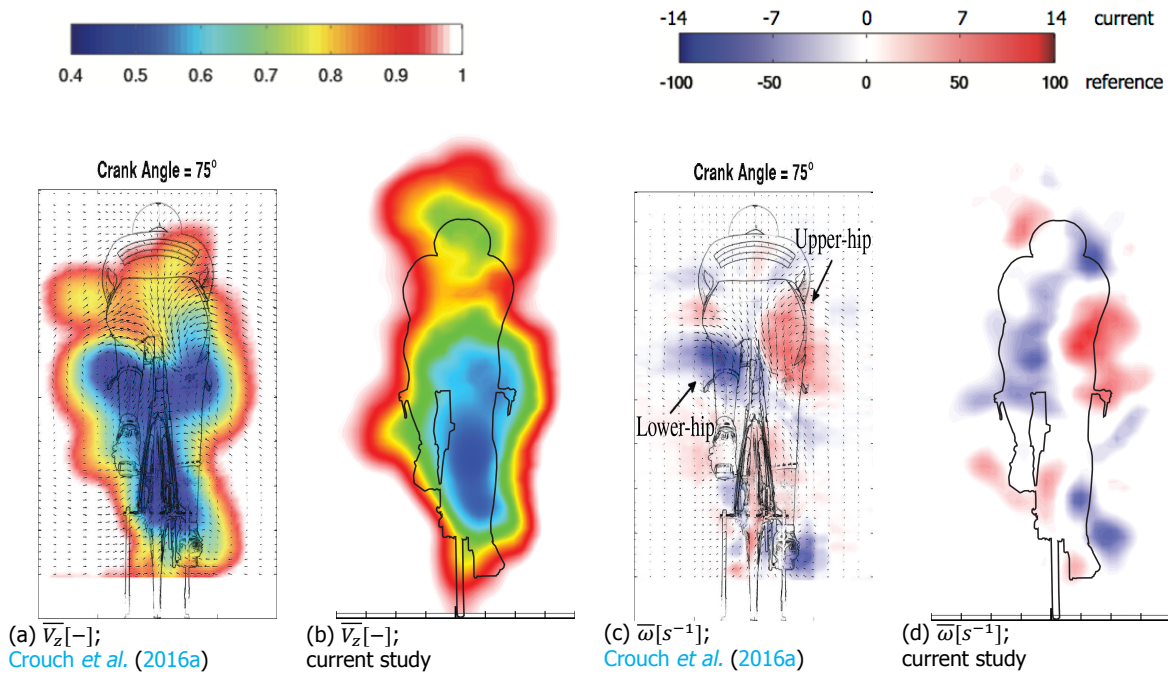 0.4 0.5 0.6 0.7 0.8 0.9 1
-14 -7 0 7 14 current
-100 -50 0 50 100 reference
Crank Angle = 75°
Crank Angle = 75°
Upper-hip
Lower-hip
(a) V̅z̅[−];
Crouch et al. (2016a)
(b) V̅z̅[−];
current study
(c) ω̅[s⁻¹];
Crouch et al. (2016a)
(d) ω̅[s⁻¹];
current study